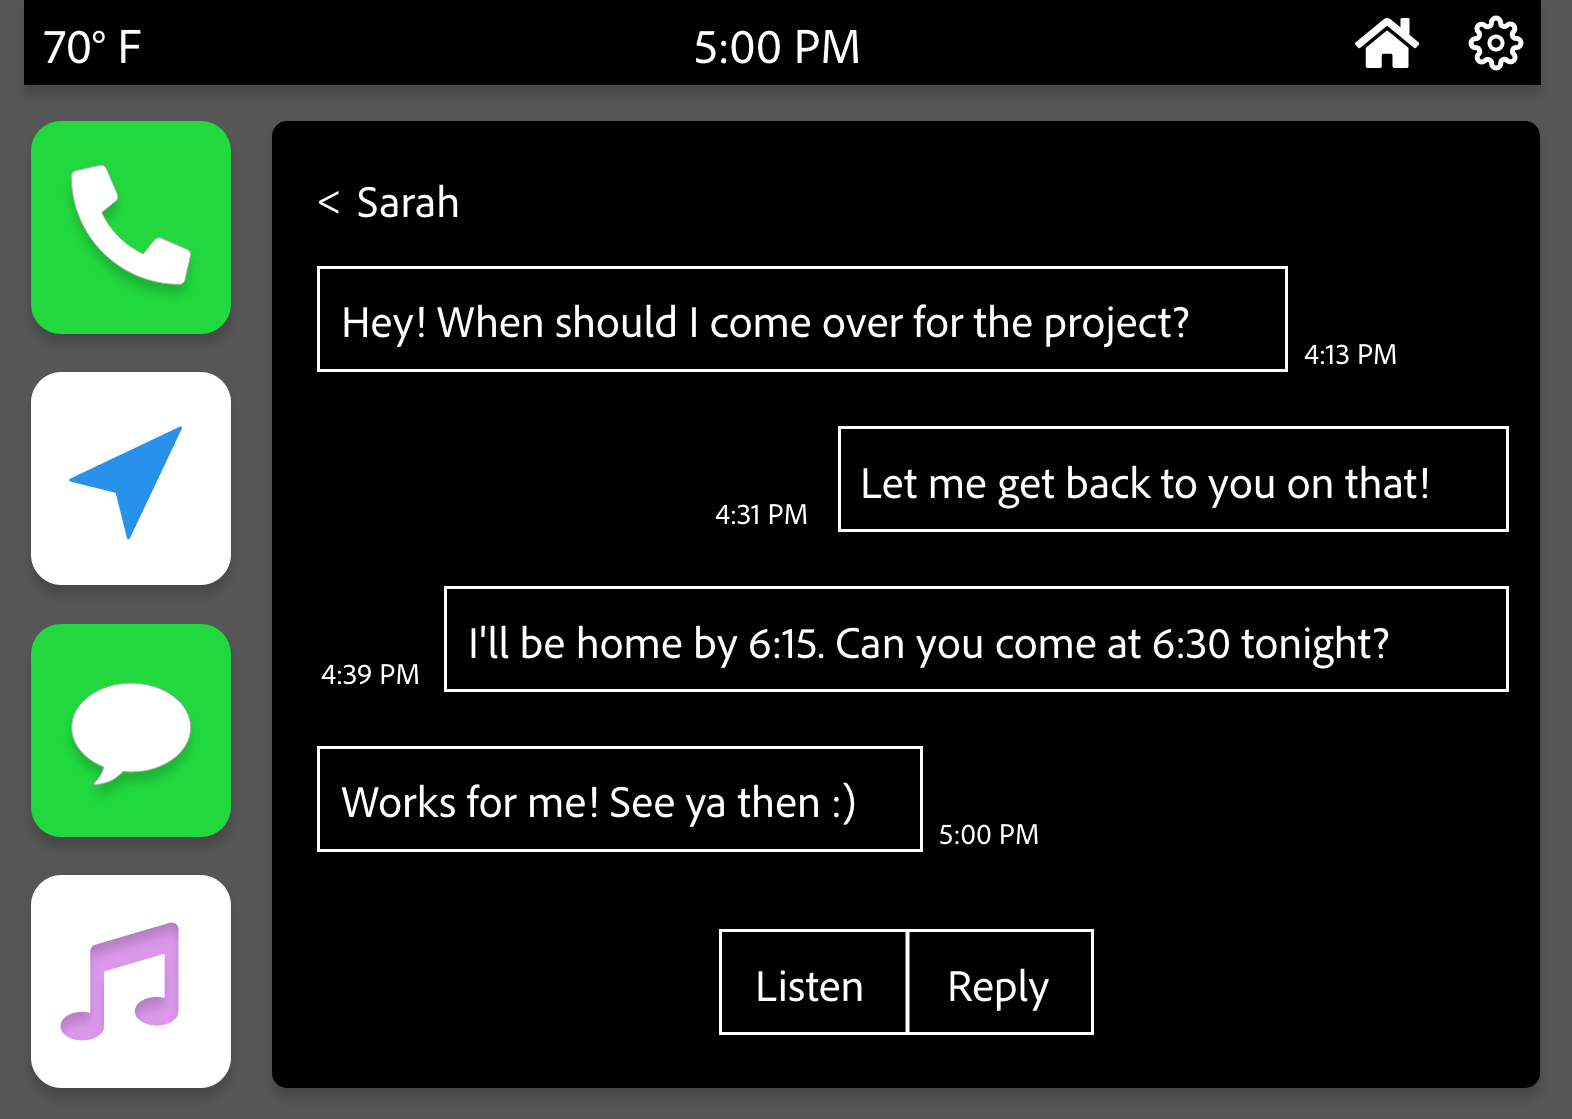 70° F
5:00 PM
< Sarah
Hey! When should I come over for the project?
4:13 PM
Let me get back to you on that!
4:31 PM
I'll be home by 6:15. Can you come at 6:30 tonight?
4:39 PM
Works for me! See ya then :)
5:00 PM
Listen
Reply